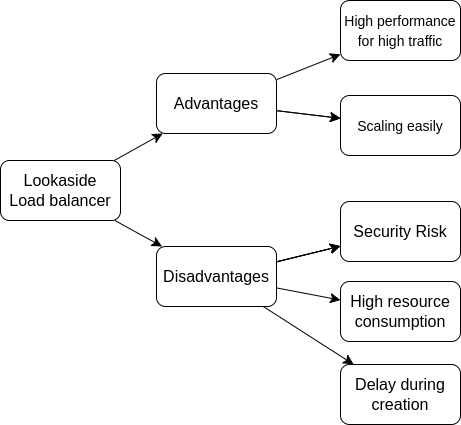 Lookaside
Load balancer
Advantages
High performance
for high traffic
Scaling easily
Disadvantages
Security Risk
High resource
consumption
Delay during
creation